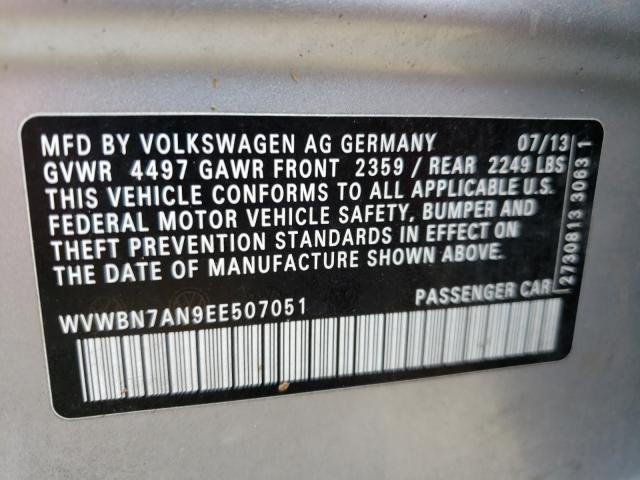 MFD BY VOLKSWAGEN AG GERMANY 07/13
GVWR 4497 GAWR FRONT 2359 / REAR 2249 LBS
THIS VEHICLE CONFORMS TO ALL APPLICABLE U.S.
FEDERAL MOTOR VEHICLE SAFETY, BUMPER AND
THEFT PREVENTION STANDARDS IN EFFECT ON
THE DATE OF MANUFACTURE SHOWN ABOVE.
WVWBN7AN9EE507051 PASSENGER CAR
2730813 3063 1